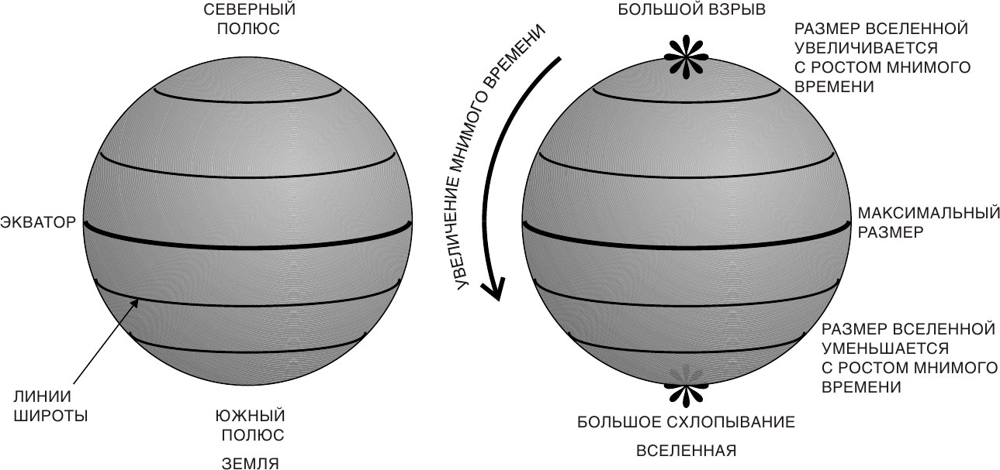 СЕВЕРНЫЙ
ПОЛЮС
ЭКВАТОР
ЛИНИИ
ШИРОТЫ
ЮЖНЫЙ
ПОЛЮС
ЗЕМЛЯ
БОЛЬШОЙ ВЗРЫВ
УВЕЛИЧЕНИЕ МНИМОГО ВРЕМЕНИ
РАЗМЕР ВСЕЛЕННОЙ
УВЕЛИЧИВАЕТСЯ
С РОСТОМ МНИМОГО
ВРЕМЕНИ
МАКСИМАЛЬНЫЙ
РАЗМЕР
РАЗМЕР ВСЕЛЕННОЙ
УМЕНЬШАЕТСЯ
С РОСТОМ МНИМОГО
ВРЕМЕНИ
БОЛЬШОЕ СХЛОПЫВАНИЕ
ВСЕЛЕННАЯ